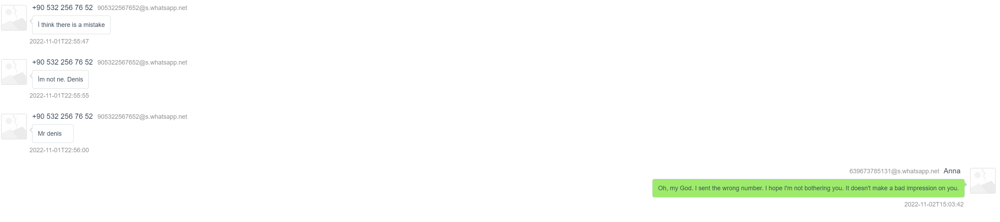 +90 532 256 76 52 905322567652@s.whatsapp.net
İ think there is a mistake
2022-11-01T22:55:47
+90 532 256 76 52 905322567652@s.whatsapp.net
İm not ne. Denis
2022-11-01T22:55:55
+90 532 256 76 52 905322567652@s.whatsapp.net
Mr denis
2022-11-01T22:56:00
639673785131@s.whatsapp.net Anna
Oh, my God. I sent the wrong number. I hope I'm not bothering you. It doesn't make a bad impression on you.
2022-11-02T15:03:42